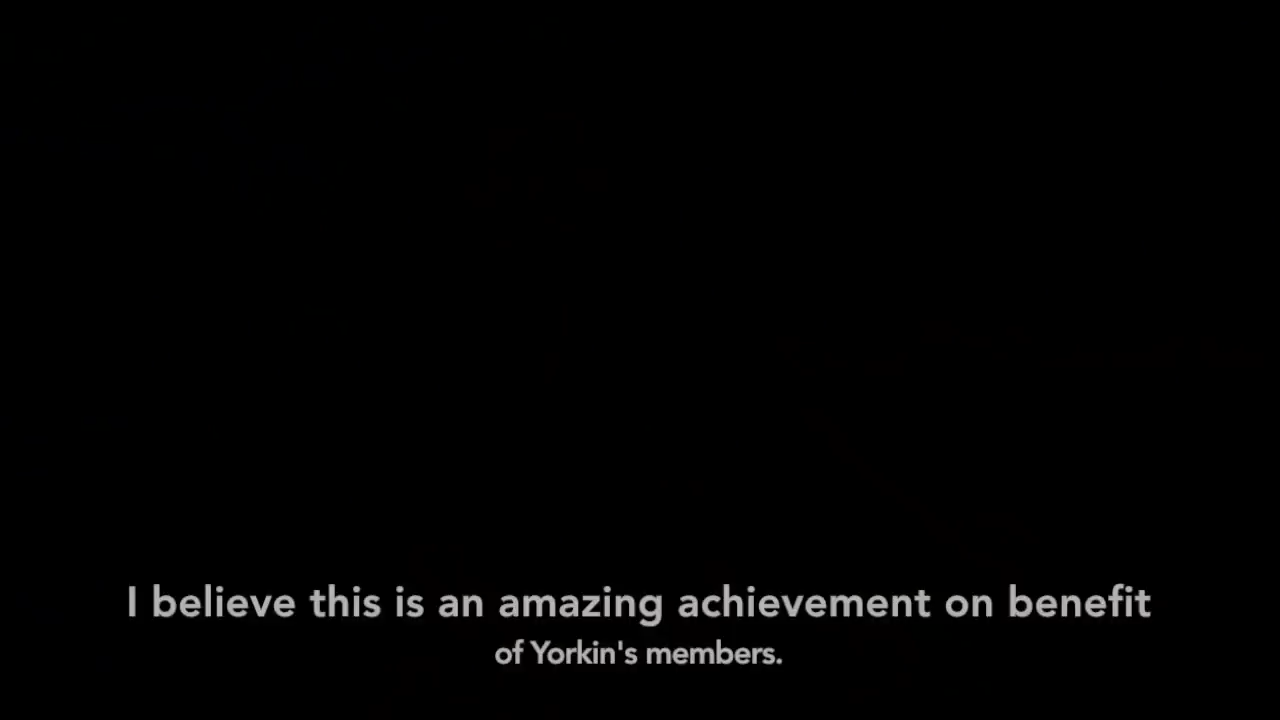 I believe this is an amazing achievement on benefit
of Yorkin's members.